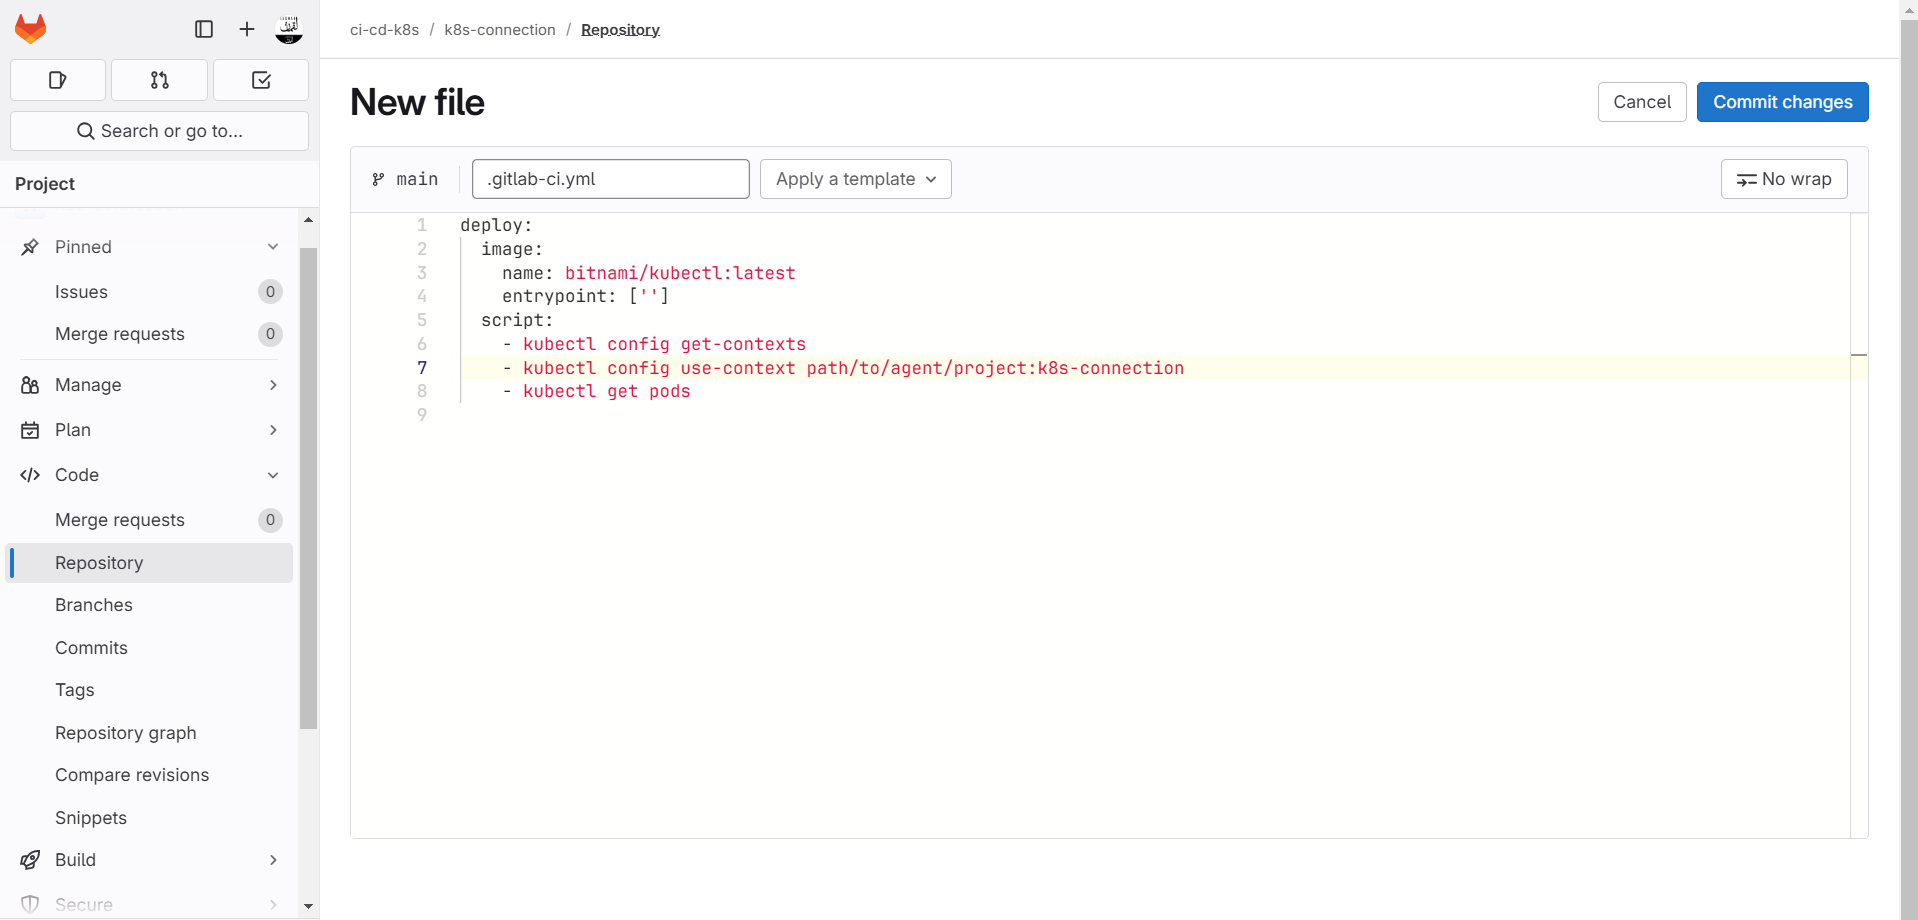 ci-cd-k8s / k8s-connection / Repository
Search or go to...
Project
Pinned
Issues 0
Merge requests 0
Manage
Plan
Code
Merge requests 0
Repository
Branches
Commits
Tags
Repository graph
Compare revisions
Snippets
Build
Secure
New file
Cancel
Commit changes
main
.gitlab-ci.yml
Apply a template
No wrap
1 deploy:
2   image:
3     name: bitnami/kubectl:latest
4     entrypoint: ['']
5   script:
6     - kubectl config get-contexts
7     - kubectl config use-context path/to/agent/project:k8s-connection
8     - kubectl get pods
9